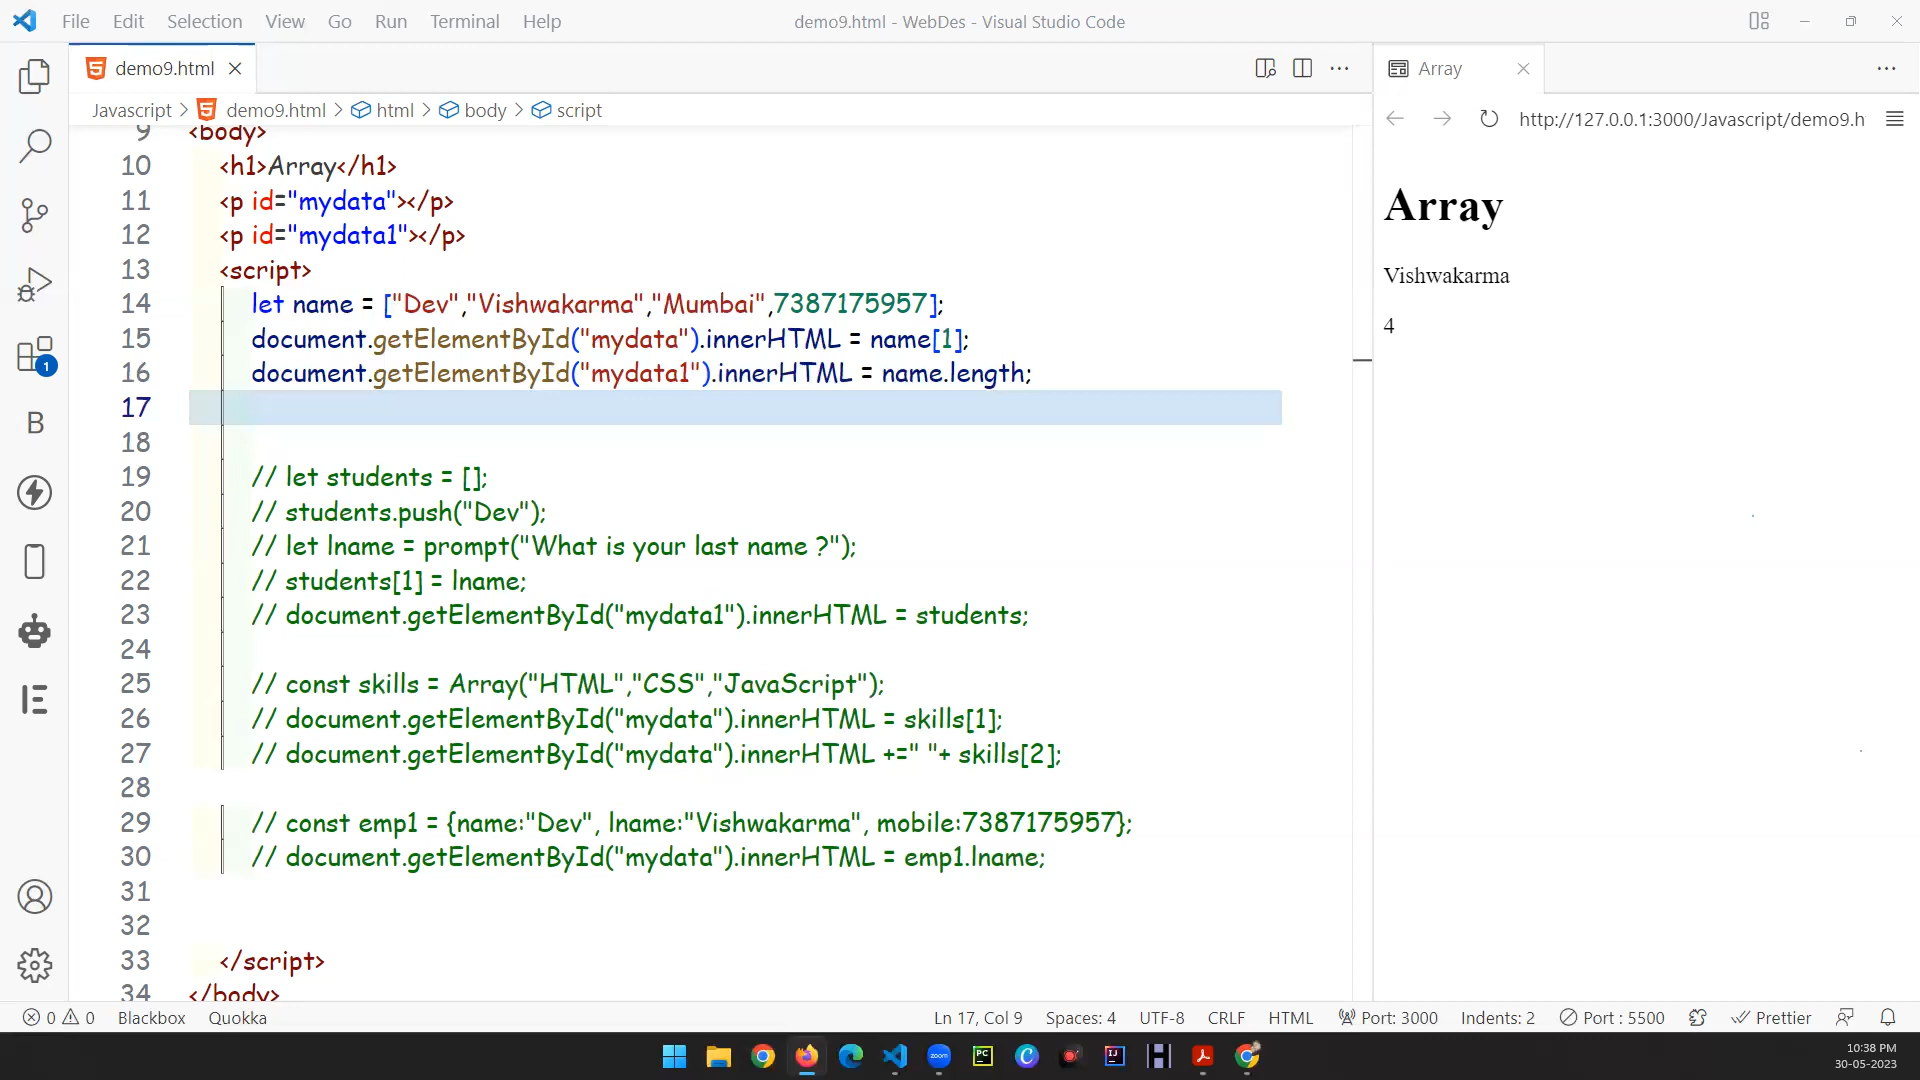 File Edit Selection View Go Run Terminal Help
demo9.html - WebDes - Visual Studio Code
demo9.html
Array
Javascript > demo9.html > html > body > script
http://127.0.0.1:3000/Javascript/demo9.h
9 <body>
10 <h1>Array</h1>
11 <p id="mydata"></p>
12 <p id="mydata1"></p>
13 <script>
14 let name = ["Dev","Vishwakarma","Mumbai",7387175957];
15 document.getElementById("mydata").innerHTML = name[1];
16 document.getElementById("mydata1").innerHTML = name.length;
17
18
19 // let students = [];
20 // students.push("Dev");
21 // let lname = prompt("What is your last name ?");
22 // students[1] = lname;
23 // document.getElementById("mydata1").innerHTML = students;
24
25 // const skills = Array("HTML","CSS","JavaScript");
26 // document.getElementById("mydata").innerHTML = skills[1];
27 // document.getElementById("mydata").innerHTML +=" "+ skills[2];
28
29 // const emp1 = {name:"Dev", lname:"Vishwakarma", mobile:7387175957};
30 // document.getElementById("mydata").innerHTML = emp1.lname;
31
32
33 </script>
34 </body>
Array
Vishwakarma
4
1
B
0 0 Blackbox Quokka
Ln 17, Col 9 Spaces: 4 UTF-8 CRLF HTML Port: 3000 Indents: 2 Port : 5500 Prettier
zoom
PC
C
IJ
H
10:38 PM
30-05-2023